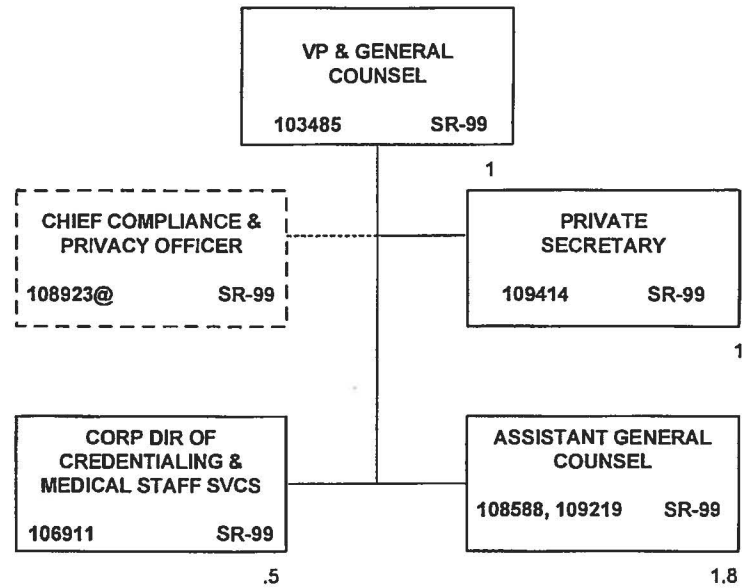 VP & GENERAL
COUNSEL
103485 SR-99
1
CHIEF COMPLIANCE &
PRIVACY OFFICER
108923@ SR-99
PRIVATE
SECRETARY
109414 SR-99
1
CORP DIR OF
CREDENTIALING &
MEDICAL STAFF SVCS
106911 SR-99
.5
ASSISTANT GENERAL
COUNSEL
108588, 109219 SR-99
1.8